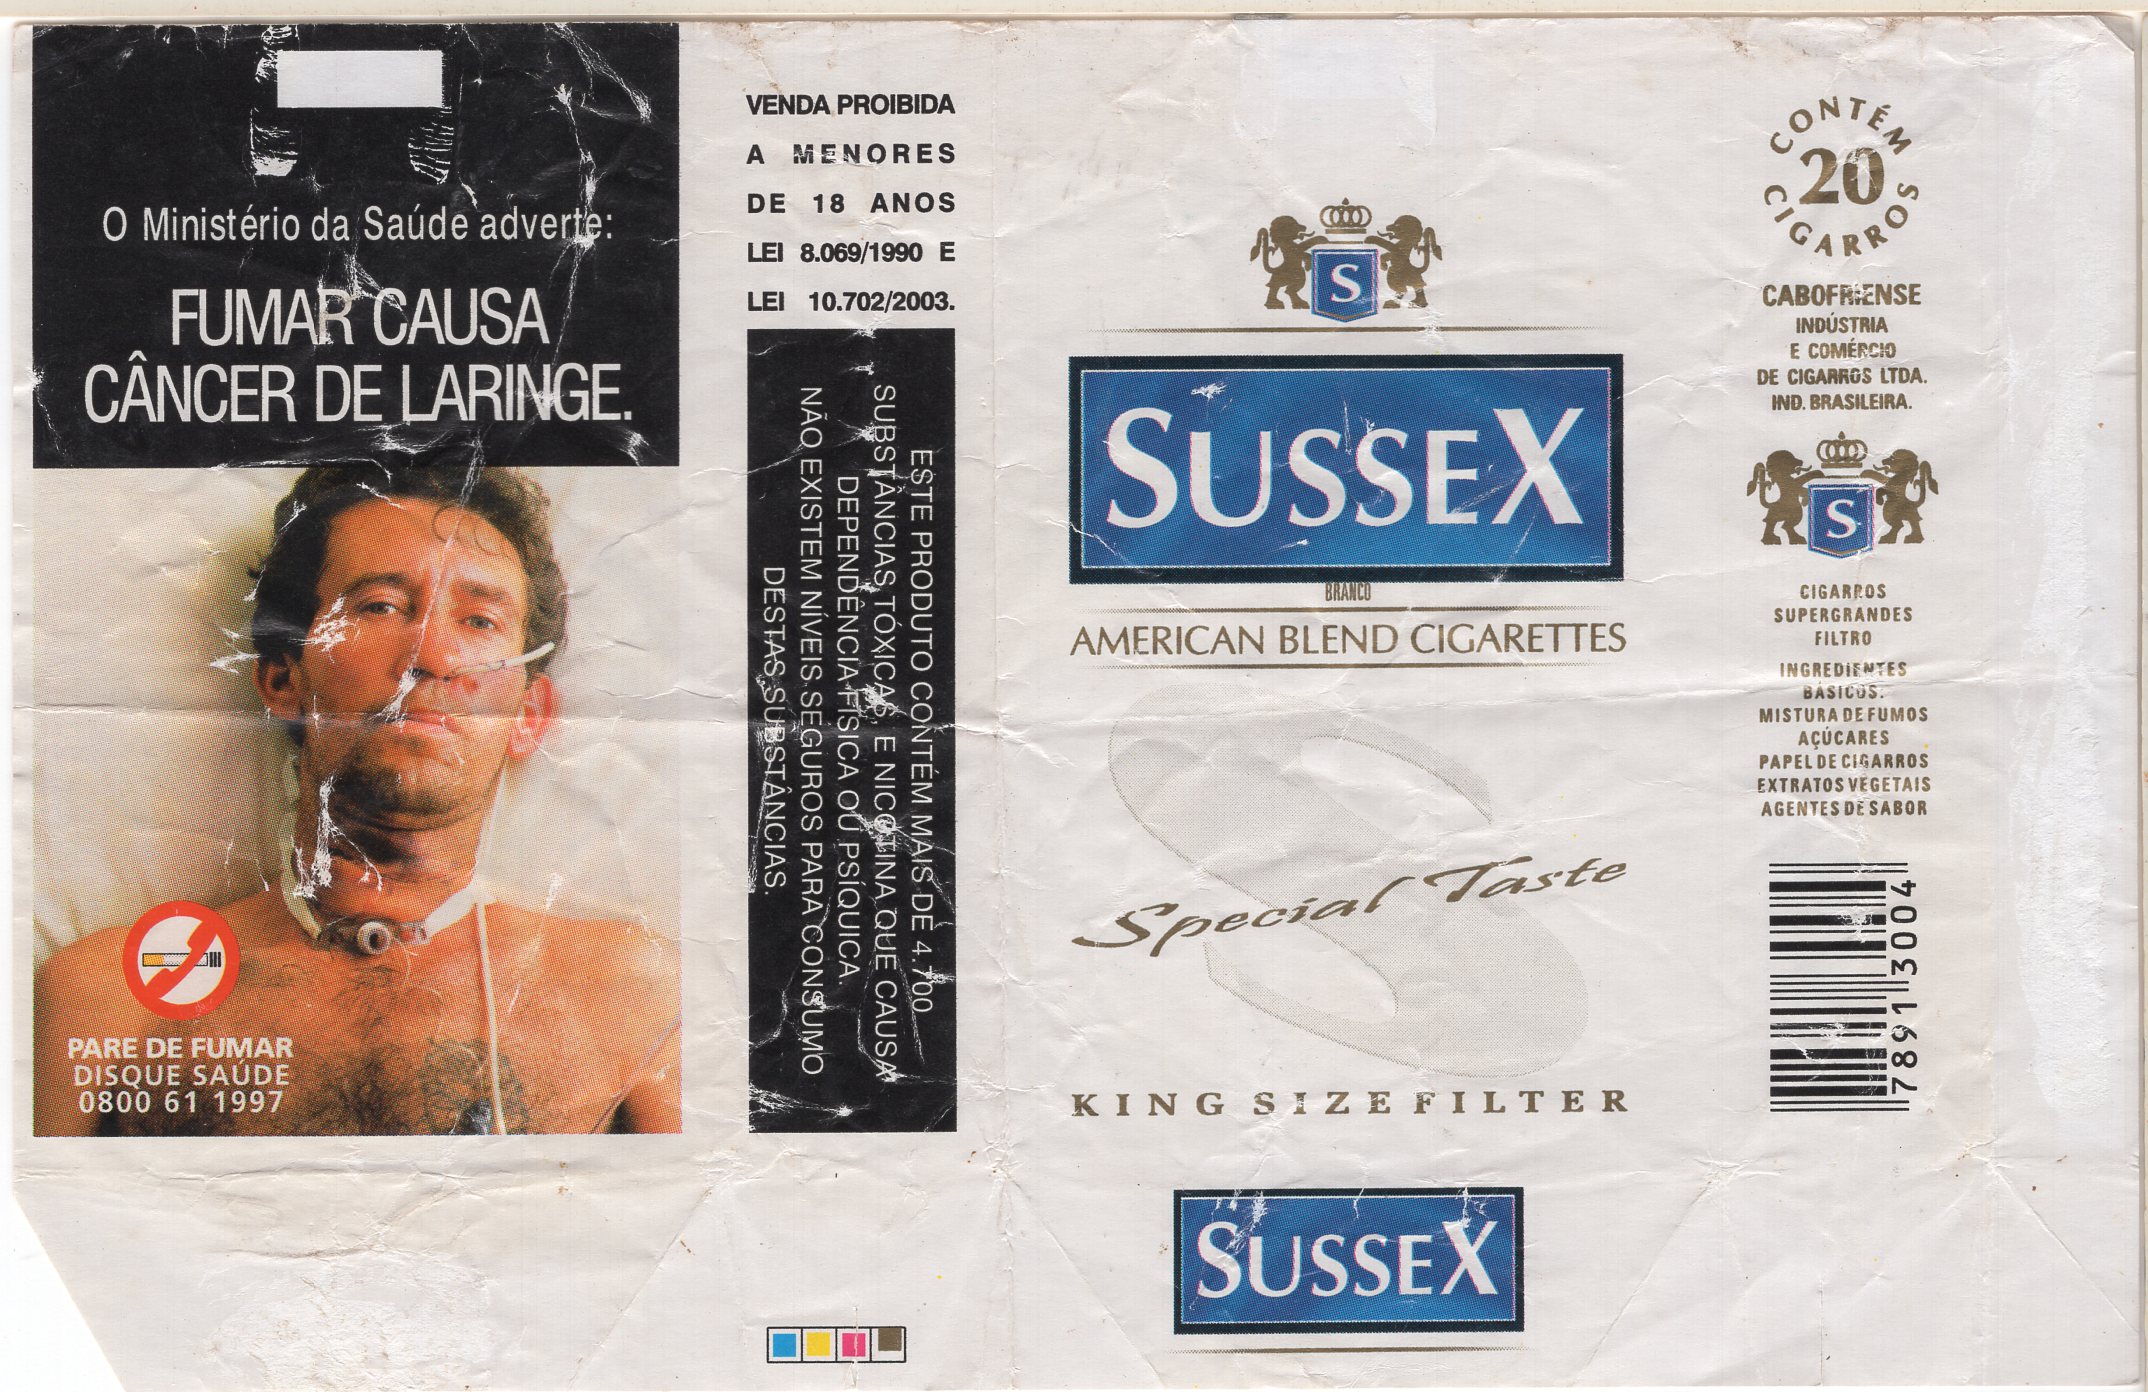 O Ministério da Saúde adverte:
FUMAR CAUSA
CÂNCER DE LARINGE.
PARE DE FUMAR
DISQUE SAÚDE
0800 61 1997
VENDA PROIBIDA
A MENORES
DE 18 ANOS
LEI 8.069/1990 E
LEI 10.702/2003.
ESTE PRODUTO CONTÉM MAIS DE 4.700
SUBSTÂNCIAS TÓXICAS, E NICOTINA QUE CAUSA
DEPENDÊNCIA FÍSICA OU PSÍQUICA.
NÃO EXISTEM NÍVEIS SEGUROS PARA CONSUMO
DESTAS SUBSTÂNCIAS.
S
SUSSEX
BRANCO
AMERICAN BLEND CIGARETTES
Special Taste
KING SIZE FILTER
SUSSEX
CONTÉM
20
CIGARROS
CABOFRIENSE
INDÚSTRIA
E COMÉRCIO
DE CIGARROS LTDA.
IND. BRASILEIRA.
S
CIGARROS
SUPERGRANDES
FILTRO
INGREDIENTES
BÁSICOS:
MISTURA DE FUMOS
AÇÚCARES
PAPEL DE CIGARROS
EXTRATOS VEGETAIS
AGENTES DE SABOR
78913004